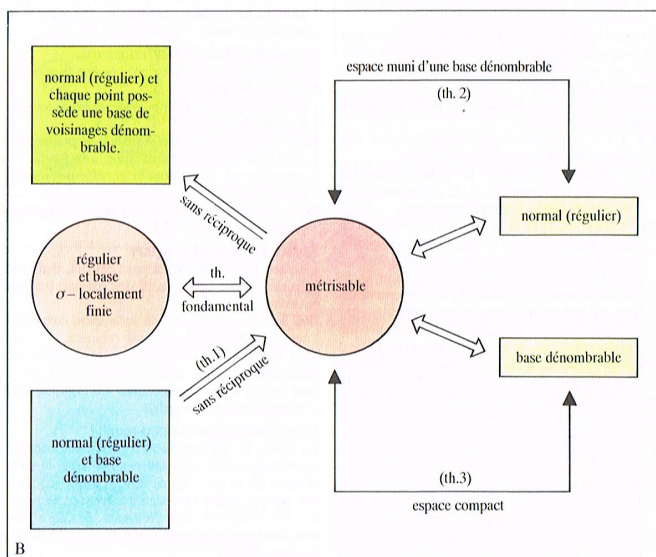 normal (régulier) et
chaque point pos-
sède une base de
voisinages dénom-
brable.
espace muni d'une base dénombrable
(th. 2)
sans réciproque
normal (régulier)
régulier
et base
σ – localement
finie
th.
fondamental
métrisable
(th.1)
sans réciproque
base dénombrable
normal (régulier)
et base
dénombrable
(th.3)
espace compact
B